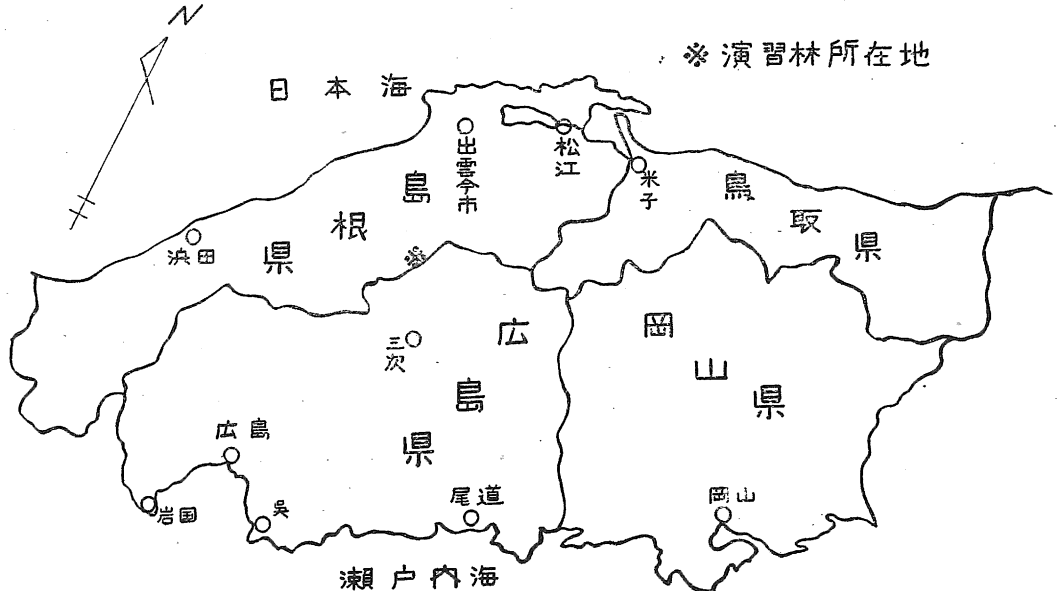 N
※ 演習林所在地
日本海
出雲今市
松江
米子
島根県
鳥取県
浜田
※
三次
広島県
岡山県
広島
岩国
呉
尾道
岡山
瀬戸内海